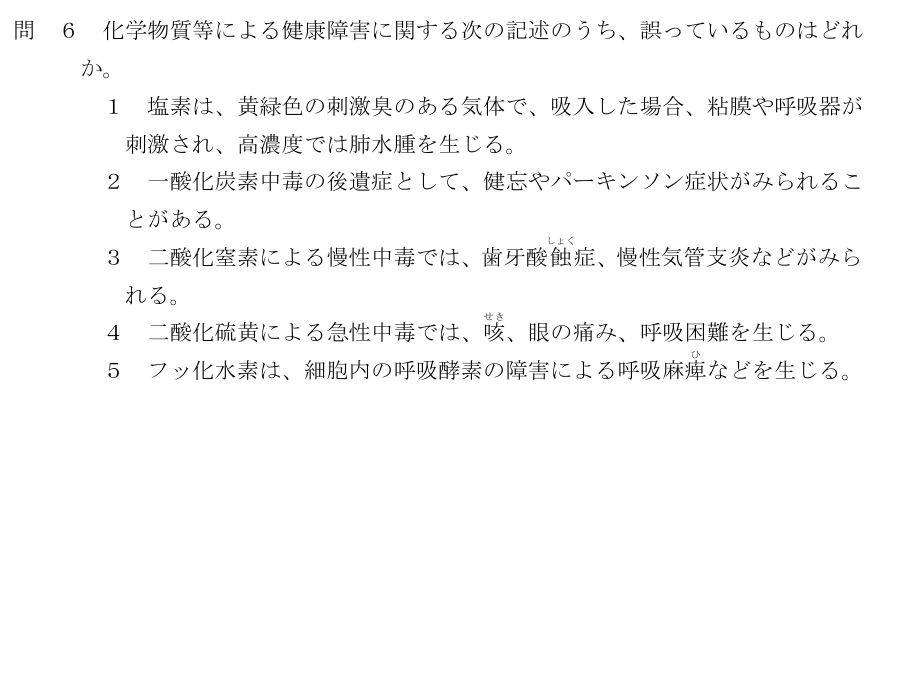 問　６　化学物質等による健康障害に関する次の記述のうち、誤っているものはどれ
か。
１　塩素は、黄緑色の刺激臭のある気体で、吸入した場合、粘膜や呼吸器が
刺激され、高濃度では肺水腫を生じる。
２　一酸化炭素中毒の後遺症として、健忘やパーキンソン症状がみられるこ
とがある。
しょく
３　二酸化窒素による慢性中毒では、歯牙酸蝕症、慢性気管支炎などがみら
れる。
せき
４　二酸化硫黄による急性中毒では、咳、眼の痛み、呼吸困難を生じる。
ひ
５　フッ化水素は、細胞内の呼吸酵素の障害による呼吸麻痺などを生じる。